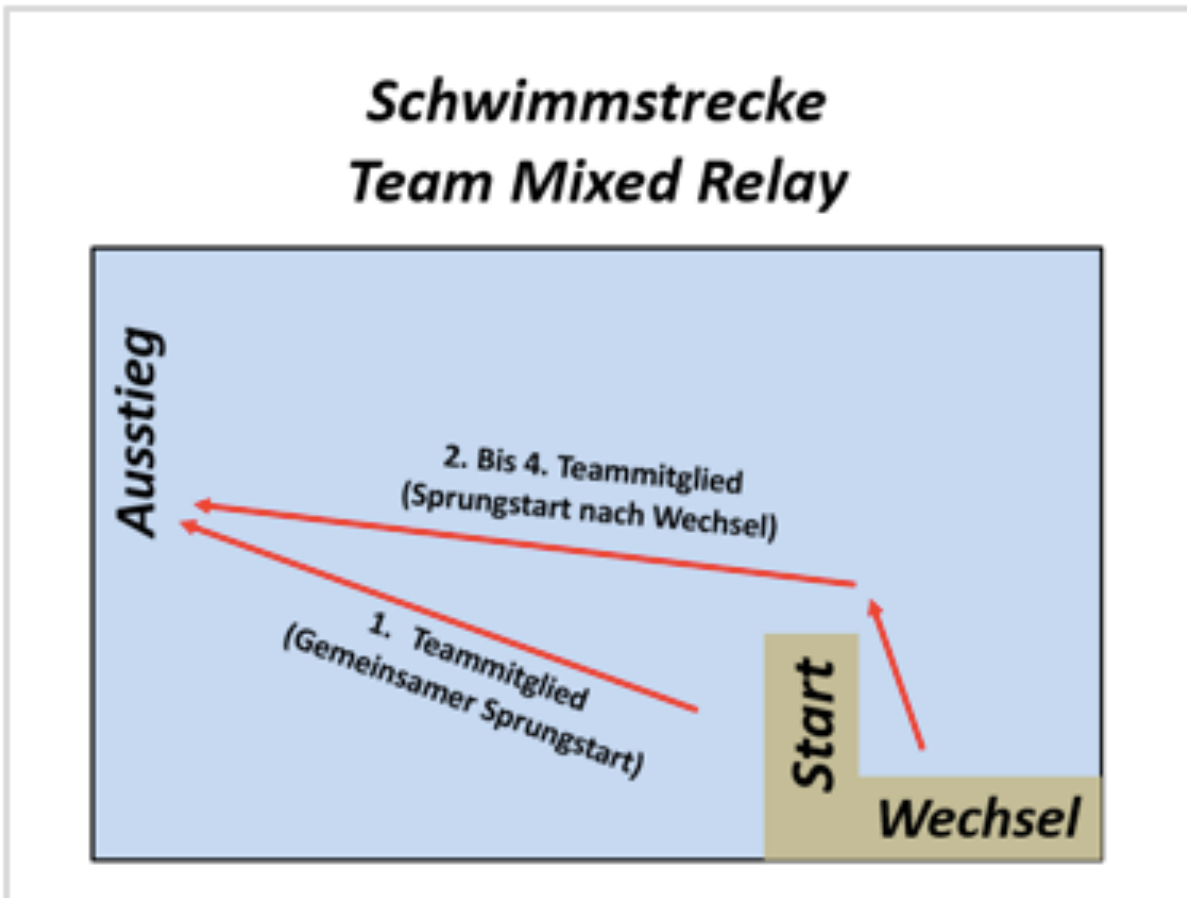 Schwimmstrecke
Team Mixed Relay
Ausstieg
2. Bis 4. Teammitglied
(Sprungstart nach Wechsel)
1. Teammitglied
(Gemeinsamer Sprungstart)
Start
Wechsel